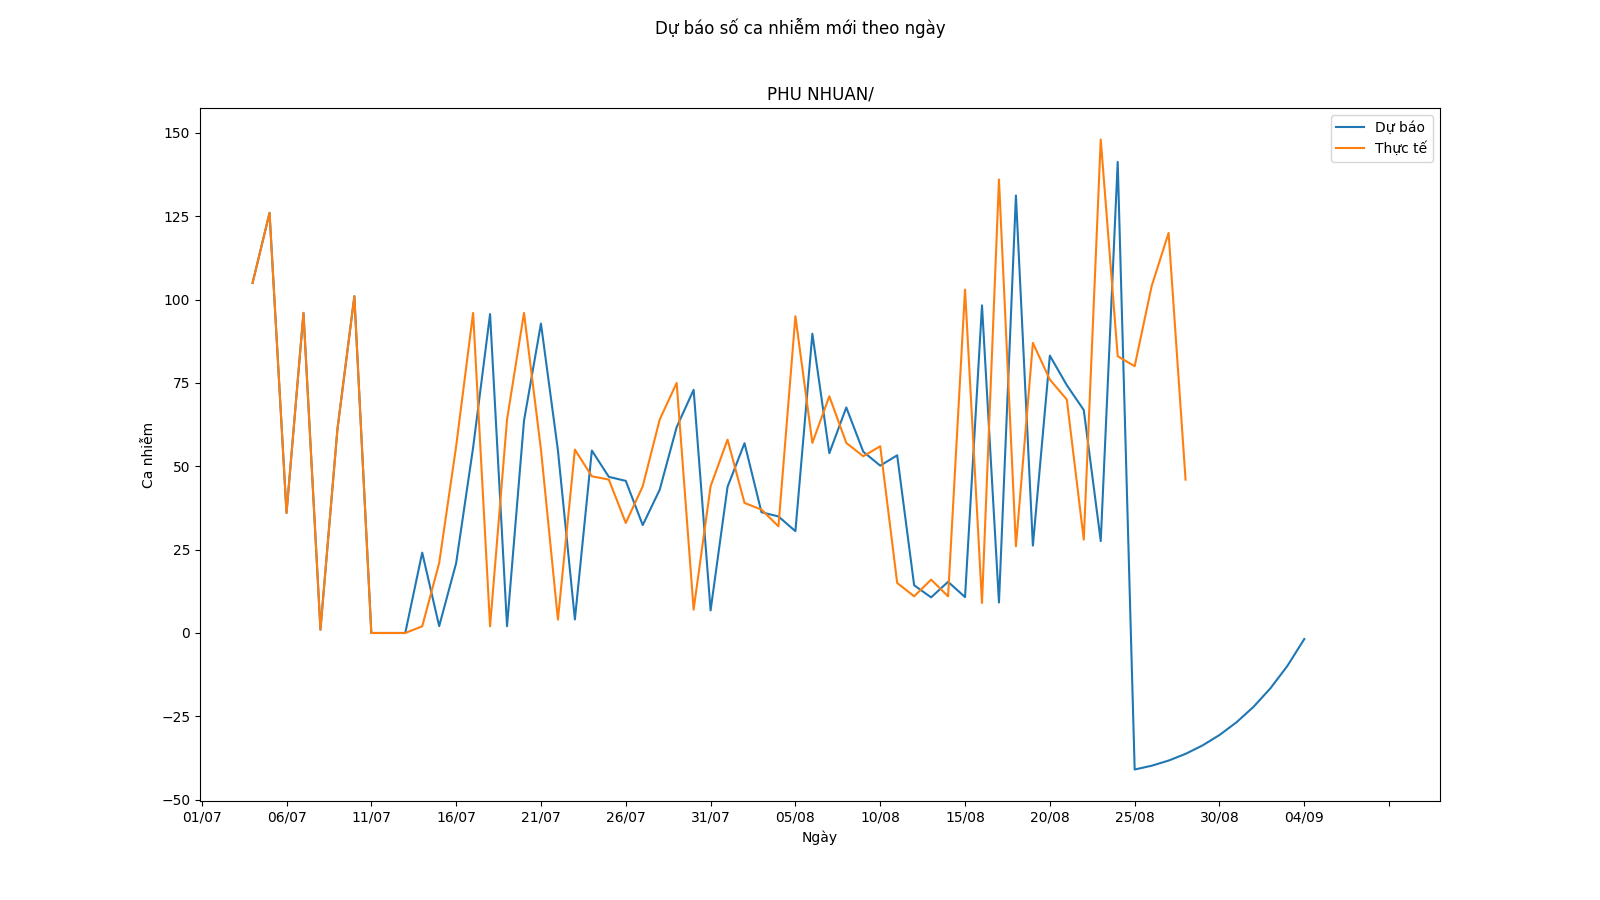 Dự báo số ca nhiễm mới theo ngày
PHU NHUAN/
Dự báo
Thực tế
150
125
100
75
50
25
0
−25
−50
Ca nhiễm
01/07 06/07 11/07 16/07 21/07 26/07 31/07 05/08 10/08 15/08 20/08 25/08 30/08 04/09
Ngày